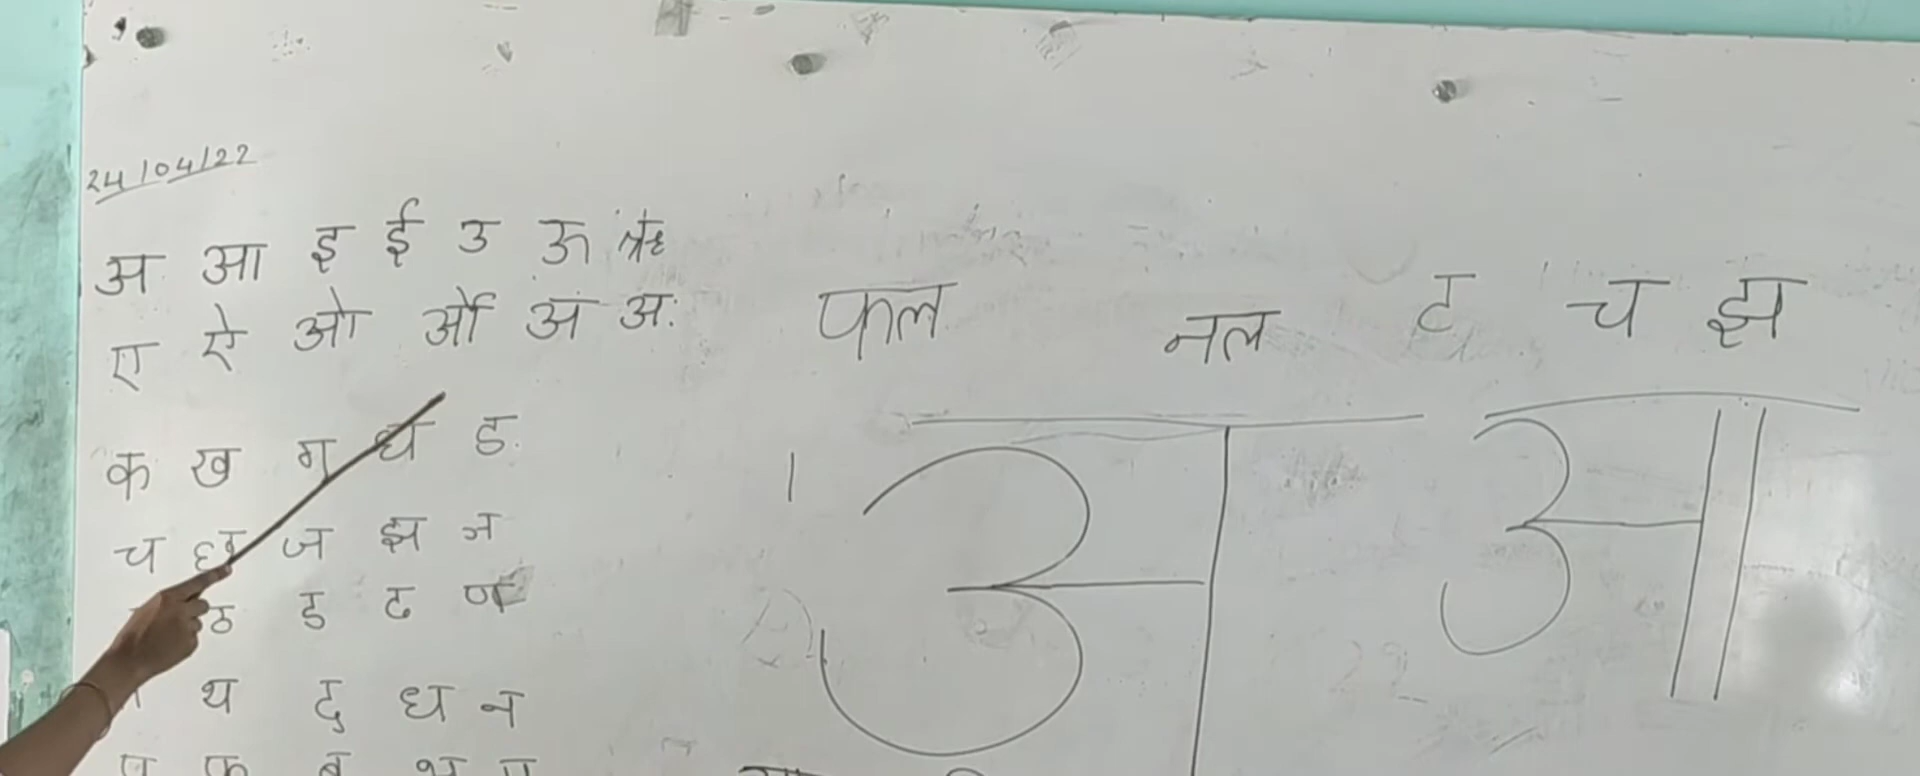 24/04/22
अ आ इ ई उ ऊ ऋ
ए ऐ ओ औ अं अः
क ख ग घ ङ
च छ ज झ ञ
ठ ड ढ ण
थ द ध न
प फ ब भ म
फल नल ट च झ
अ आ